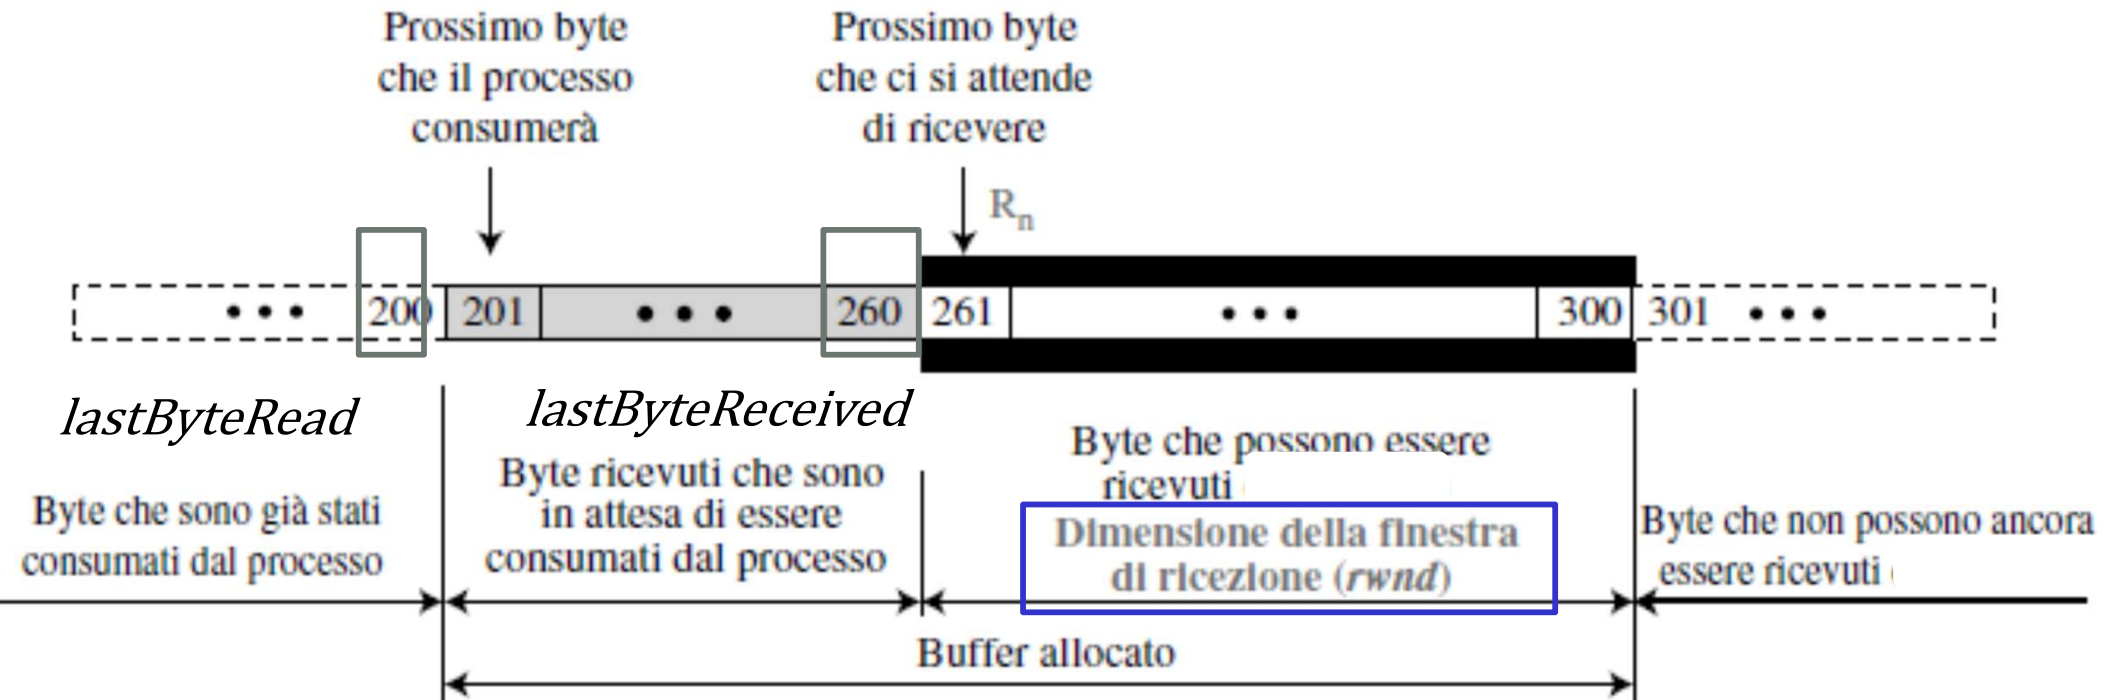 Prossimo byte
che il processo
consumerà
Prossimo byte
che ci si attende
di ricevere
Rn
••• 200 201 ••• 260 261 ••• 300 301 •••
lastByteRead
lastByteReceived
Byte che sono già stati
consumati dal processo
Byte ricevuti che sono
in attesa di essere
consumati dal processo
Byte che possono essere
ricevuti
Dimensione della finestra
di ricezione (rwnd)
Byte che non possono ancora
essere ricevuti
Buffer allocato